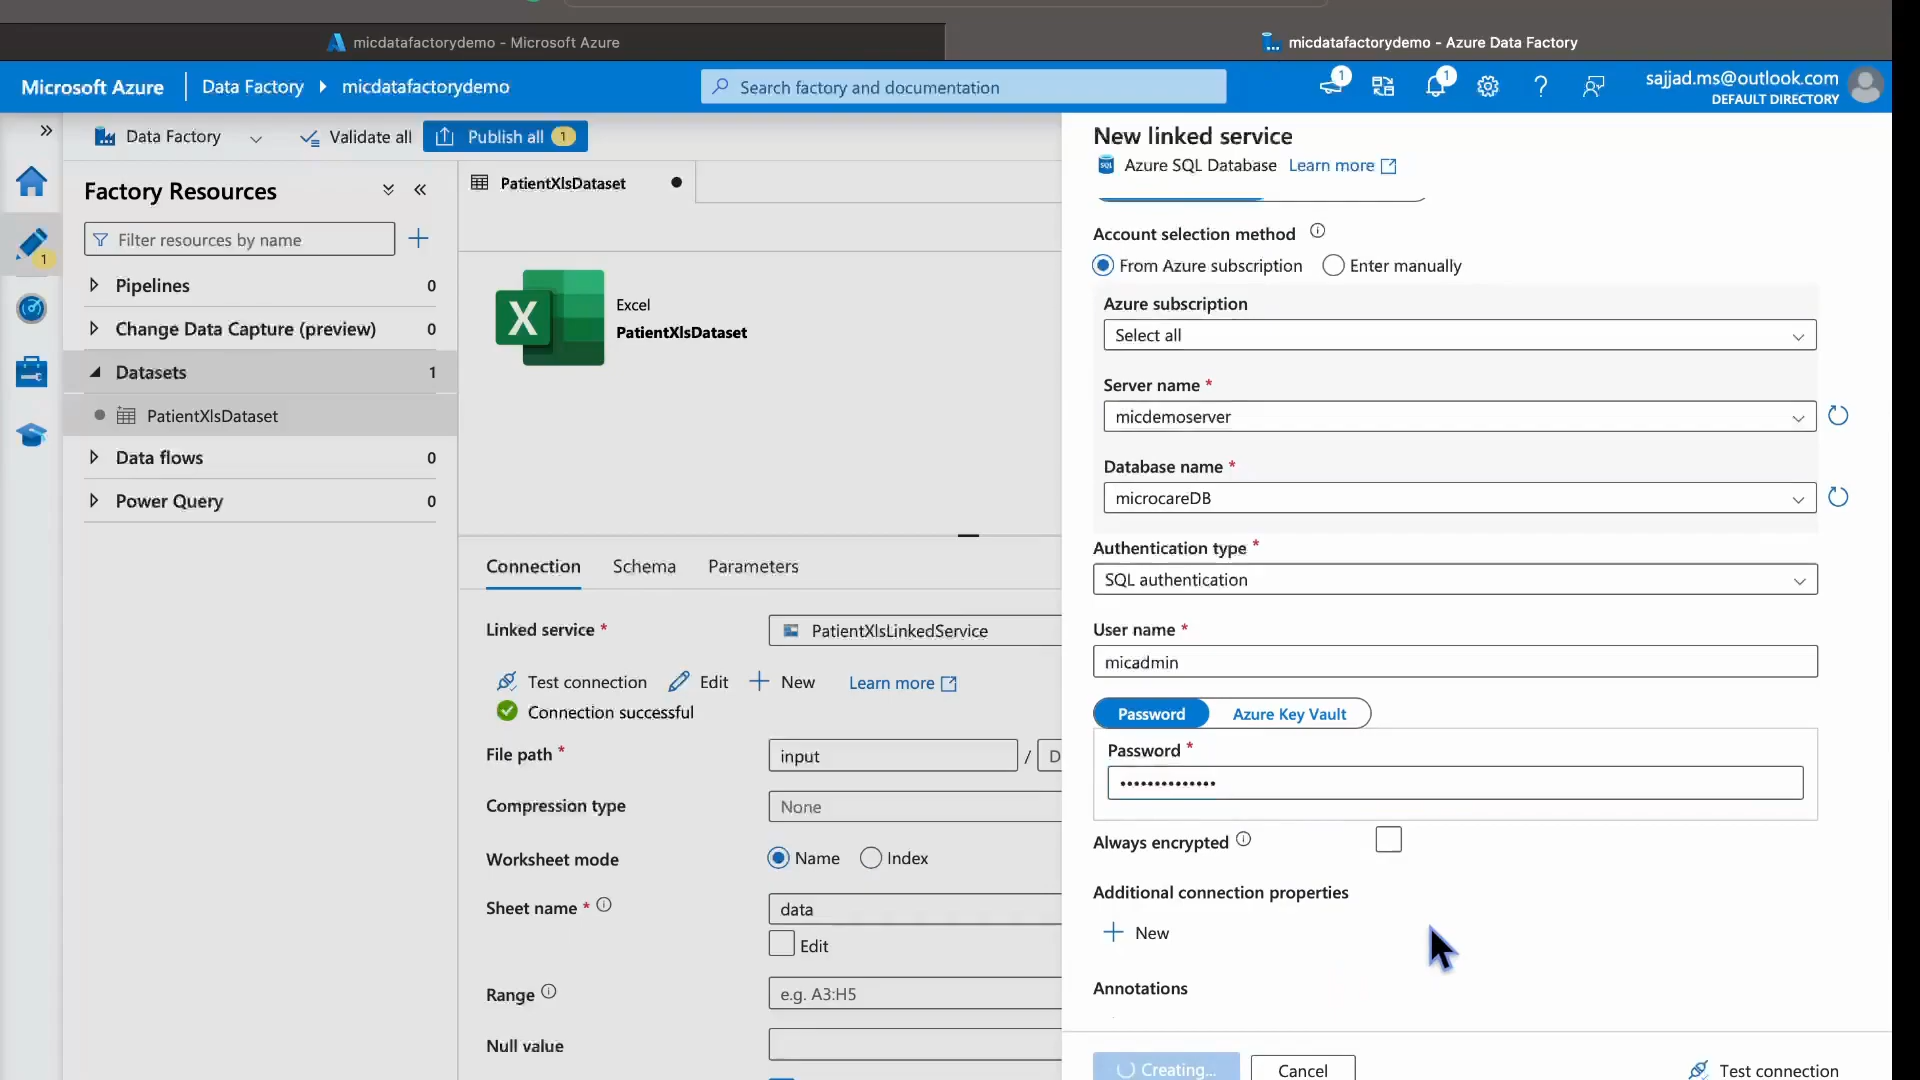 micdatafactorydemo - Microsoft Azure
micdatafactorydemo - Azure Data Factory
Microsoft Azure
Data Factory
micdatafactorydemo
Search factory and documentation
1
1
sajjad.ms@outlook.com
DEFAULT DIRECTORY
Data Factory
Validate all
Publish all 1
1
Factory Resources
Filter resources by name
Pipelines 0
Change Data Capture (preview) 0
Datasets 1
PatientXlsDataset
Data flows 0
Power Query 0
PatientXlsDataset
X
Excel
PatientXlsDataset
Connection
Schema
Parameters
Linked service *
PatientXlsLinkedService
Test connection
Edit
New
Learn more
Connection successful
File path *
input
/
D
Compression type
None
Worksheet mode
Name
Index
Sheet name *
data
Edit
Range
e.g. A3:H5
Null value
New linked service
SQL
Azure SQL Database Learn more
Account selection method
From Azure subscription
Enter manually
Azure subscription
Select all
Server name *
micdemoserver
Database name *
microcareDB
Authentication type *
SQL authentication
User name *
micadmin
Password
Azure Key Vault
Password *
••••••••••••••
Always encrypted
Additional connection properties
New
Annotations
Creating...
Cancel
Test connection